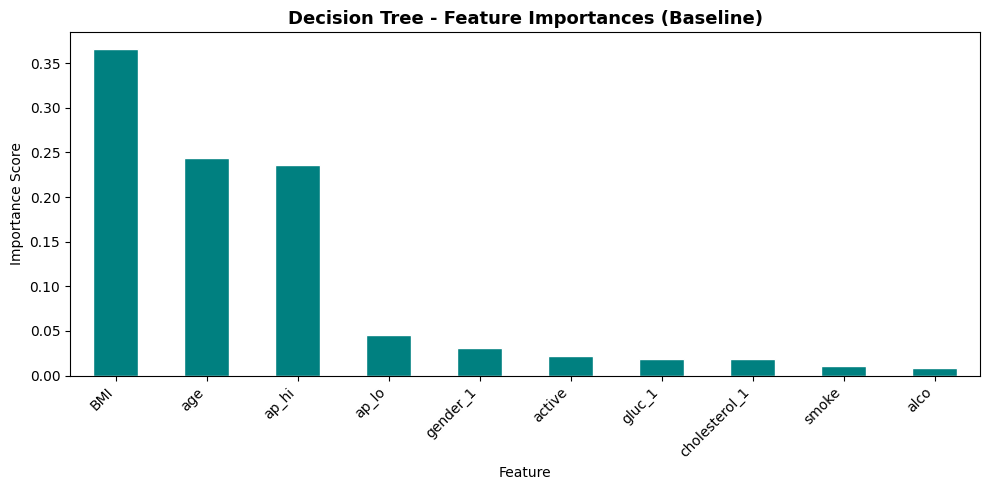 Decision Tree - Feature Importances (Baseline)
Importance Score
0.35
0.30
0.25
0.20
0.15
0.10
0.05
0.00
BMI
age
ap_hi
ap_lo
gender_1
active
gluc_1
cholesterol_1
smoke
alco
Feature